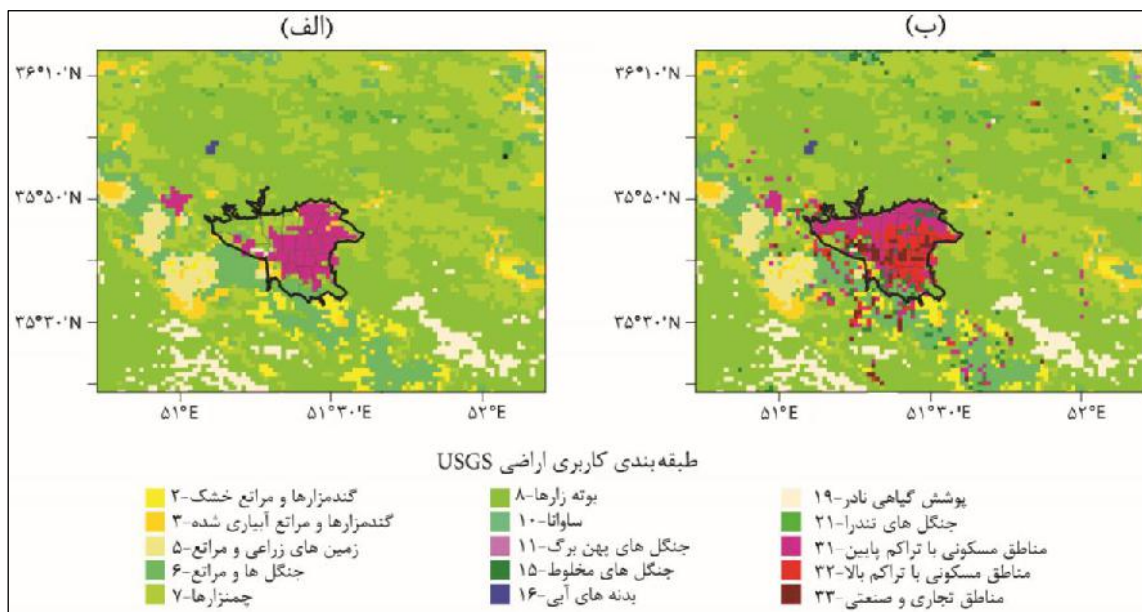 (الف)
(ب)
۳۶°۱۰'N
۳۵°۵۰'N
۳۵°۳۰'N
۵۱°E
۵۱°۳۰'E
۵۲°E
۳۶°۱۰'N
۳۵°۵۰'N
۳۵°۳۰'N
۵۱°E
۵۱°۳۰'E
۵۲°E
طبقه‌بندی کاربری اراضی USGS
۲-گندمزارها و مراتع خشک
۳-گندمزارها و مراتع آبیاری شده
۵-زمین های زراعی و مراتع
۶-جنگل ها و مراتع
۷-چمنزارها
۸-بوته زارها
۱۰-ساوانا
۱۱-جنگل های پهن برگ
۱۵-جنگل های مخلوط
۱۶-بدنه های آبی
۱۹-پوشش گیاهی نادر
۲۱-جنگل های تندرا
۳۱-مناطق مسکونی با تراکم پایین
۳۲-مناطق مسکونی با تراکم بالا
۳۳-مناطق تجاری و صنعتی